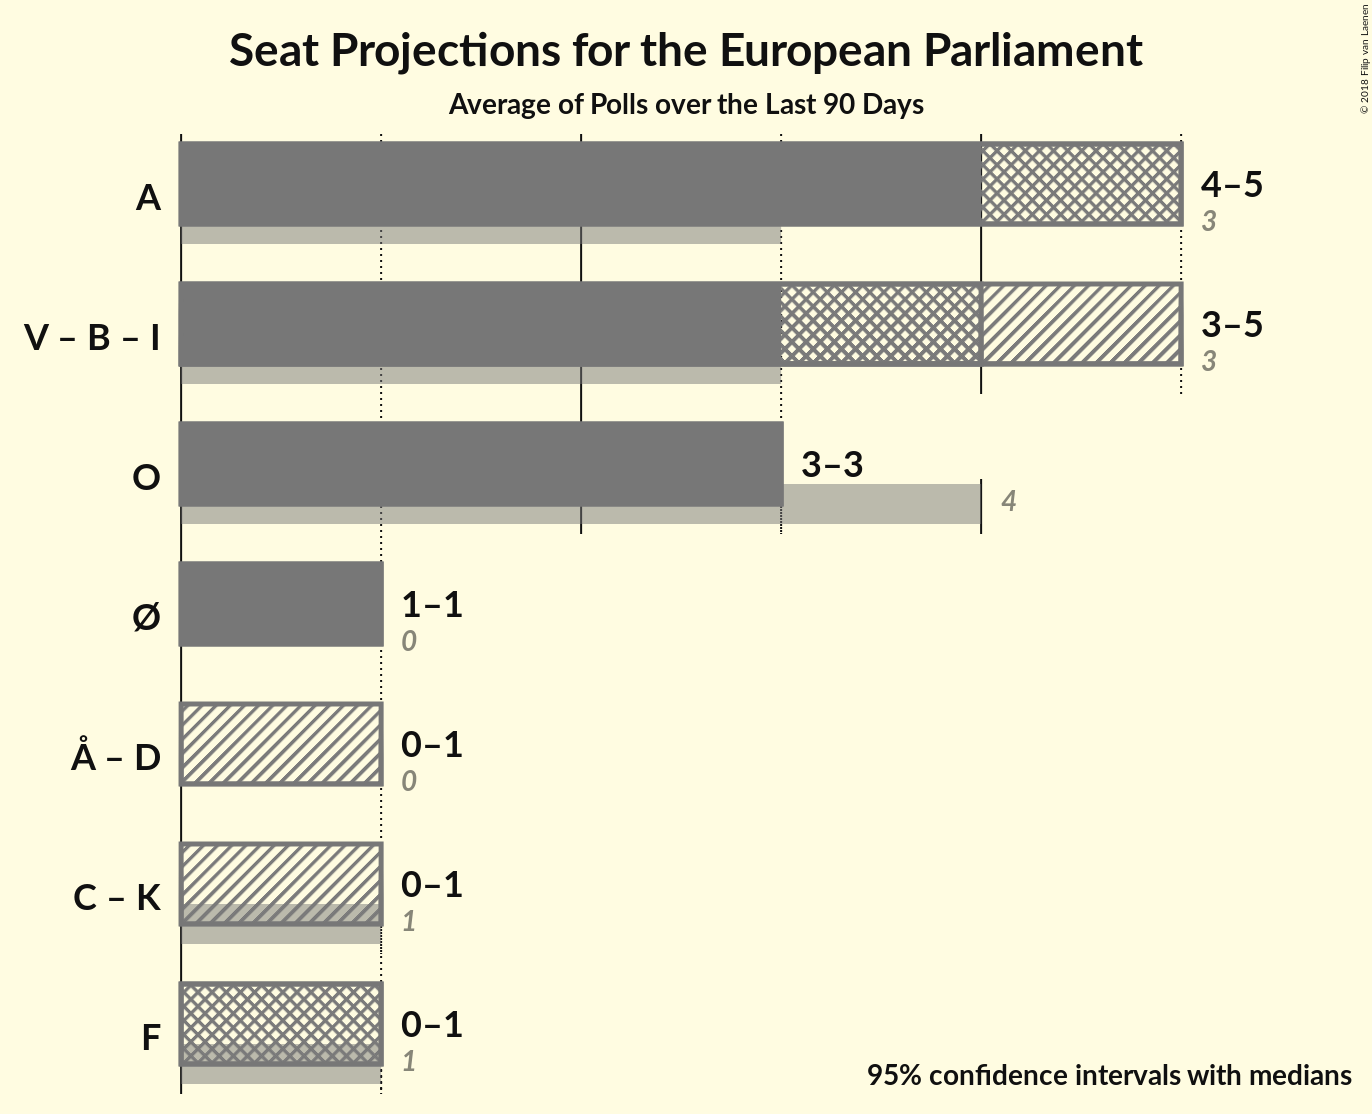 Seat Projections for the European Parliament
Average of Polls over the Last 90 Days
© 2018 Filip van Laenen
A
4–5
3
V – B – I
3–5
3
O
3–3
4
Ø
1–1
0
Å – D
0–1
0
C – K
0–1
1
F
0–1
1
95% confidence intervals with medians